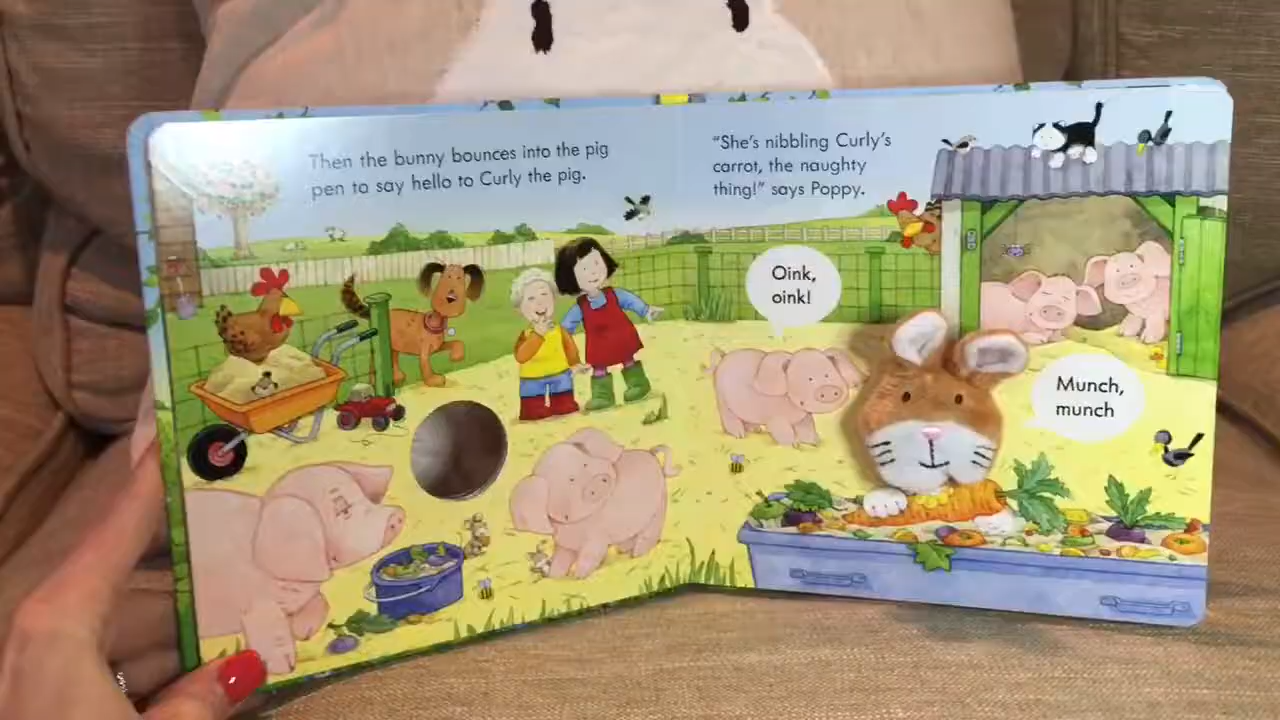 Then the bunny bounces into the pig
pen to say hello to Curly the pig.
"She's nibbling Curly's
carrot, the naughty
thing!" says Poppy.
Oink,
oink!
Munch,
munch